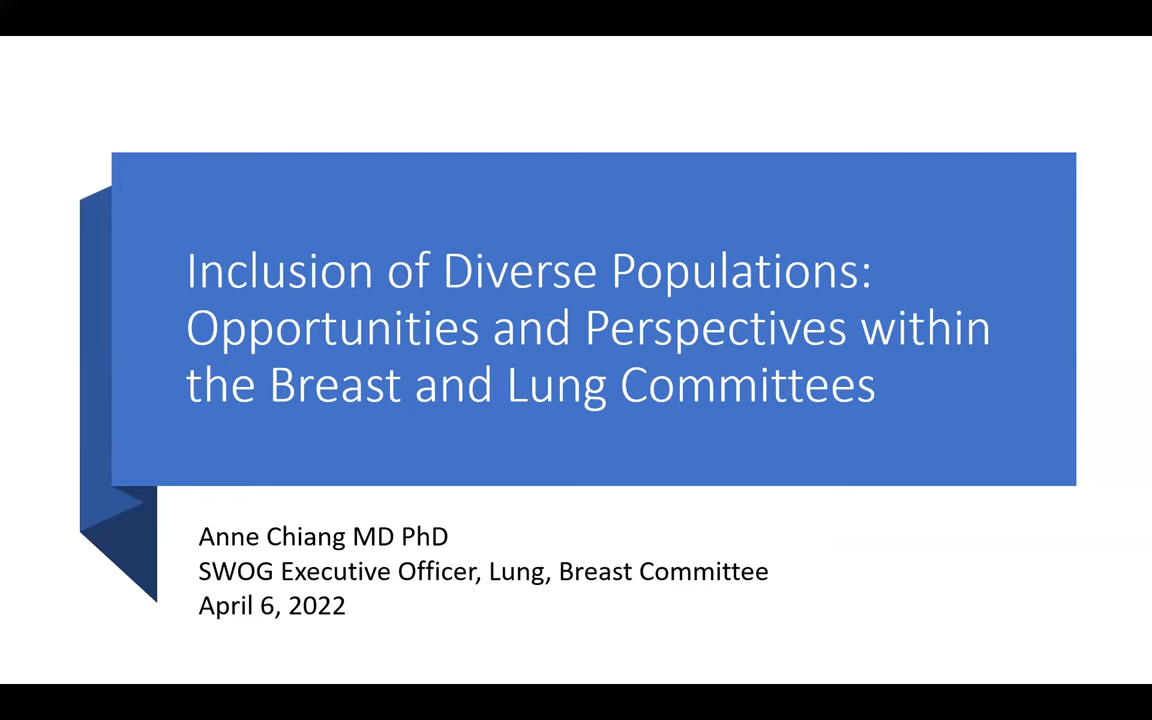 Inclusion of Diverse Populations:
Opportunities and Perspectives within
the Breast and Lung Committees
Anne Chiang MD PhD
SWOG Executive Officer, Lung, Breast Committee
April 6, 2022